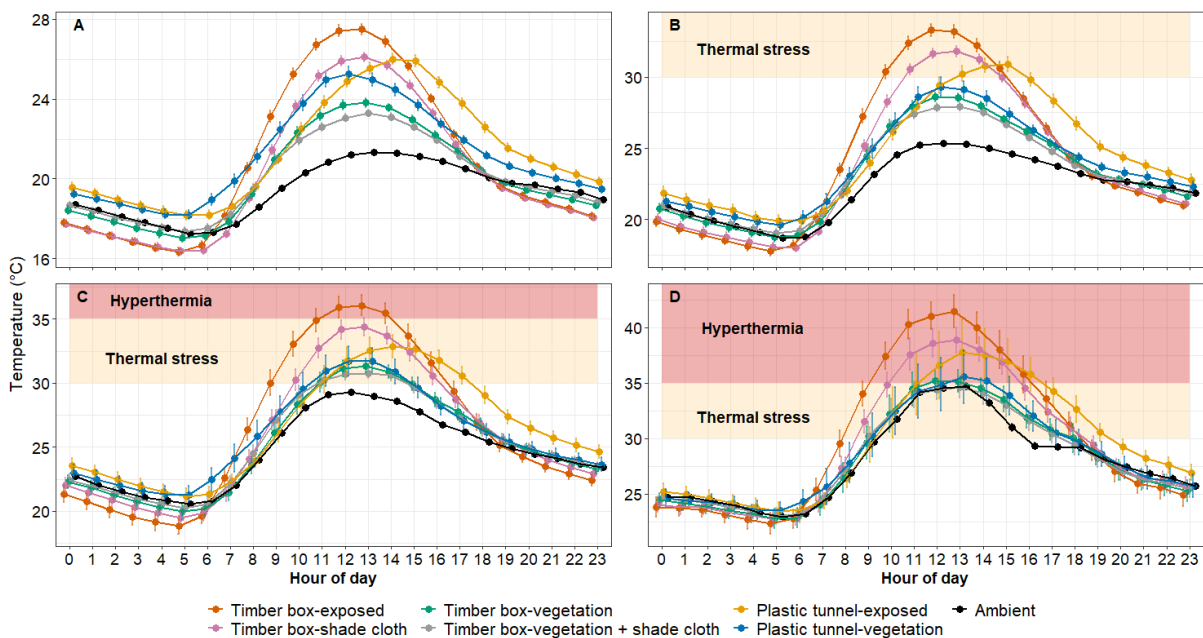 A
28
24
20
16
B
Thermal stress
30
25
20
Temperature (°C)
C
Hyperthermia
Thermal stress
35
30
25
20
0 1 2 3 4 5 6 7 8 9 10 11 12 13 14 15 16 17 18 19 20 21 22 23
Hour of day
D
Hyperthermia
Thermal stress
40
35
30
25
0 1 2 3 4 5 6 7 8 9 10 11 12 13 14 15 16 17 18 19 20 21 22 23
Hour of day
Timber box-exposed Timber box-vegetation Plastic tunnel-exposed Ambient
Timber box-shade cloth Timber box-vegetation + shade cloth Plastic tunnel-vegetation